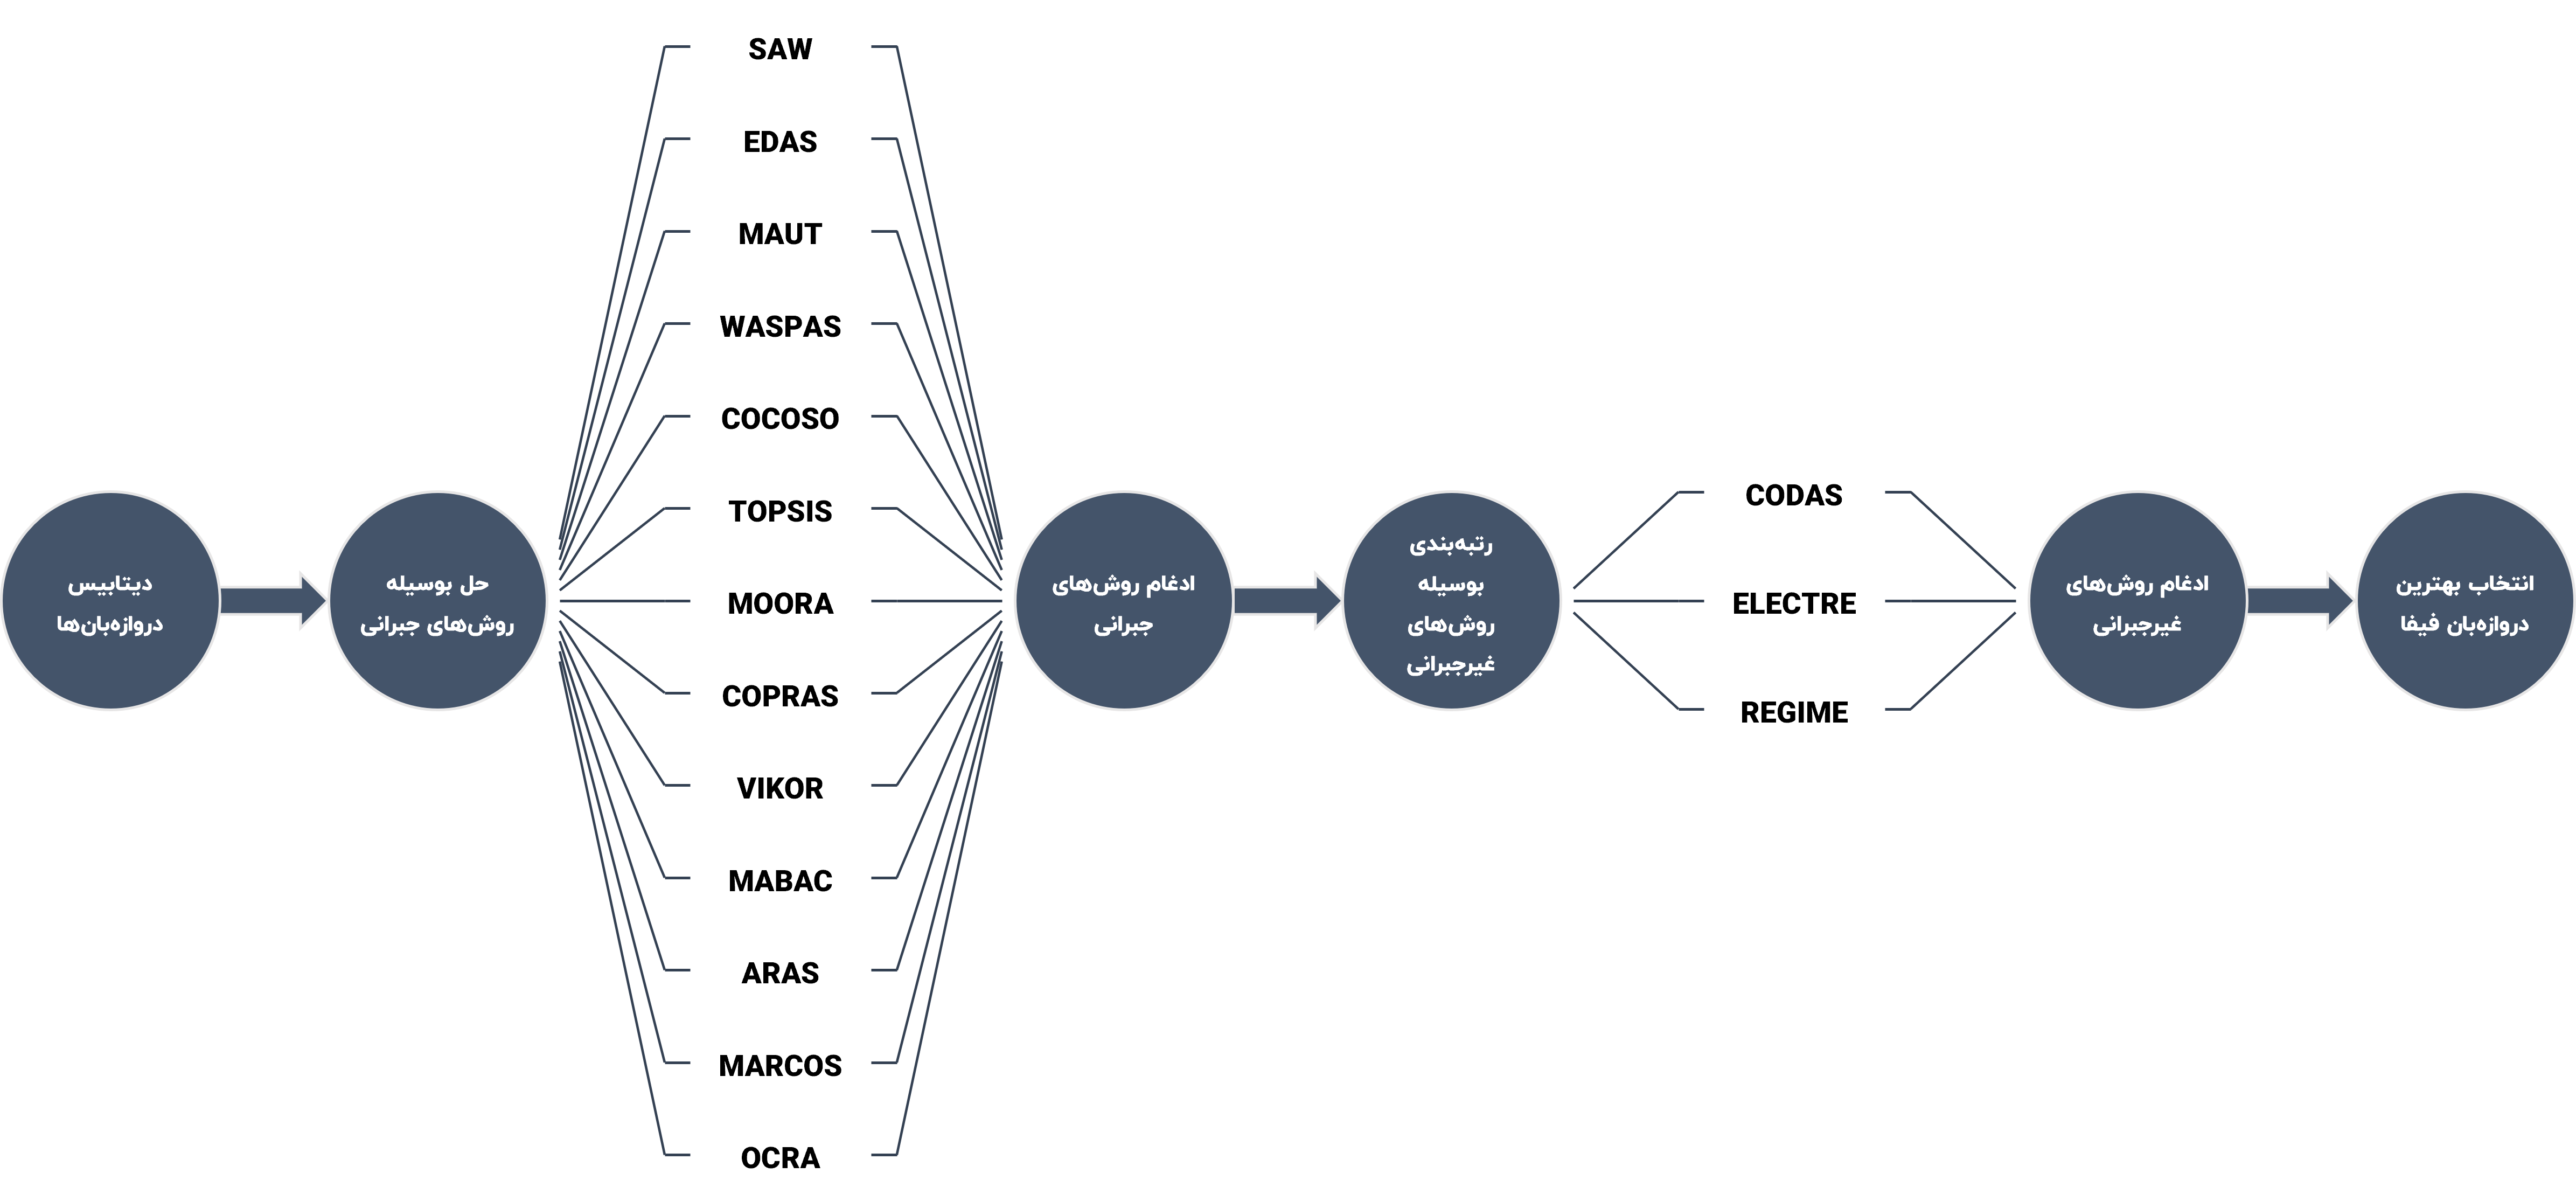 دیتابیس
دروازه‌بان‌ها
حل بوسیله
روش‌های جبرانی
SAW
EDAS
MAUT
WASPAS
COCOSO
TOPSIS
MOORA
COPRAS
VIKOR
MABAC
ARAS
MARCOS
OCRA
ادغام روش‌های
جبرانی
رتبه‌بندی
بوسیله
روش‌های
غیرجبرانی
CODAS
ELECTRE
REGIME
ادغام روش‌های
غیرجبرانی
انتخاب بهترین
دروازه‌بان فیفا